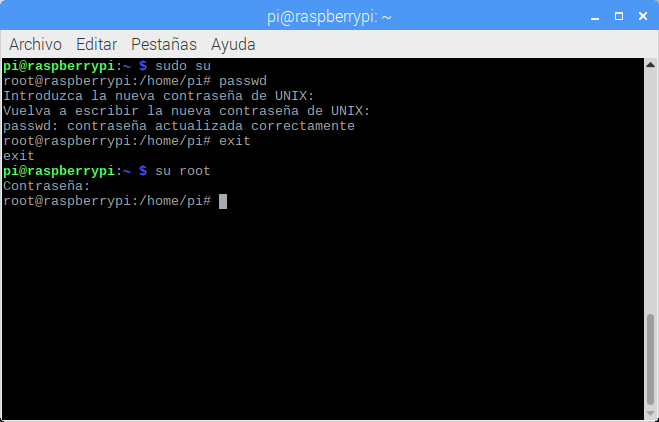 pi@raspberrypi: ~
Archivo Editar Pestañas Ayuda
pi@raspberrypi:~ $ sudo su
root@raspberrypi:/home/pi# passwd
Introduzca la nueva contraseña de UNIX:
Vuelva a escribir la nueva contraseña de UNIX:
passwd: contraseña actualizada correctamente
root@raspberrypi:/home/pi# exit
exit
pi@raspberrypi:~ $ su root
Contraseña:
root@raspberrypi:/home/pi#